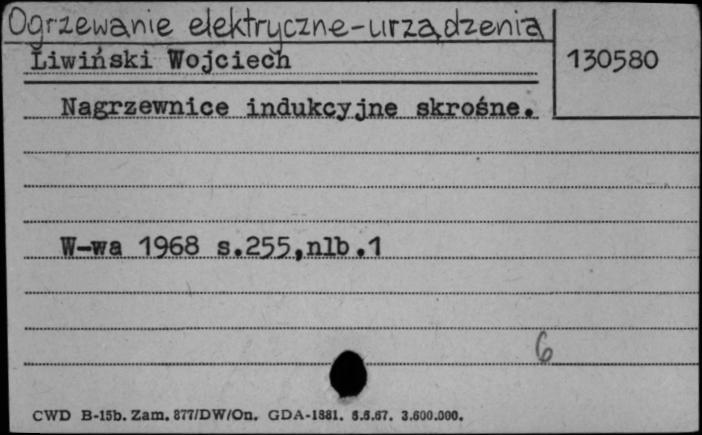 Ogrzewanie elektryczne-urządzenia
Liwiński Wojciech
130580
Nagrzewnice indukcyjne skrośne.
W-wa 1968 s.255,nlb.1
6
CWD B-15b. Zam. 877/DW/On. GDA-1881. 5.5.67. 3.600.000.